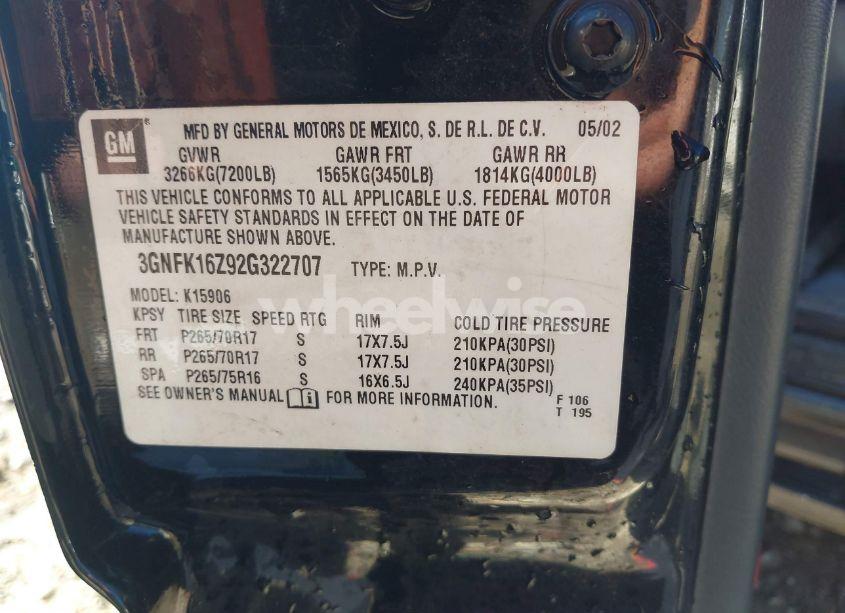 GM ® MFD BY GENERAL MOTORS DE MEXICO, S. DE R.L. DE C.V. 05/02
GVWR GAWR FRT GAWR RR
3266KG(7200LB) 1565KG(3450LB) 1814KG(4000LB)
THIS VEHICLE CONFORMS TO ALL APPLICABLE U.S. FEDERAL MOTOR
VEHICLE SAFETY STANDARDS IN EFFECT ON THE DATE OF
MANUFACTURE SHOWN ABOVE.
3GNFK16Z92G322707 TYPE: M.P.V.
wheelwise
MODEL: K15906
KPSY TIRE SIZE SPEED RTG RIM COLD TIRE PRESSURE
FRT P265/70R17 S 17X7.5J 210KPA(30PSI)
RR P265/70R17 S 17X7.5J 210KPA(30PSI)
SPA P265/75R16 S 16X6.5J 240KPA(35PSI)
SEE OWNER'S MANUAL FOR MORE INFORMATION. F 106
T 195